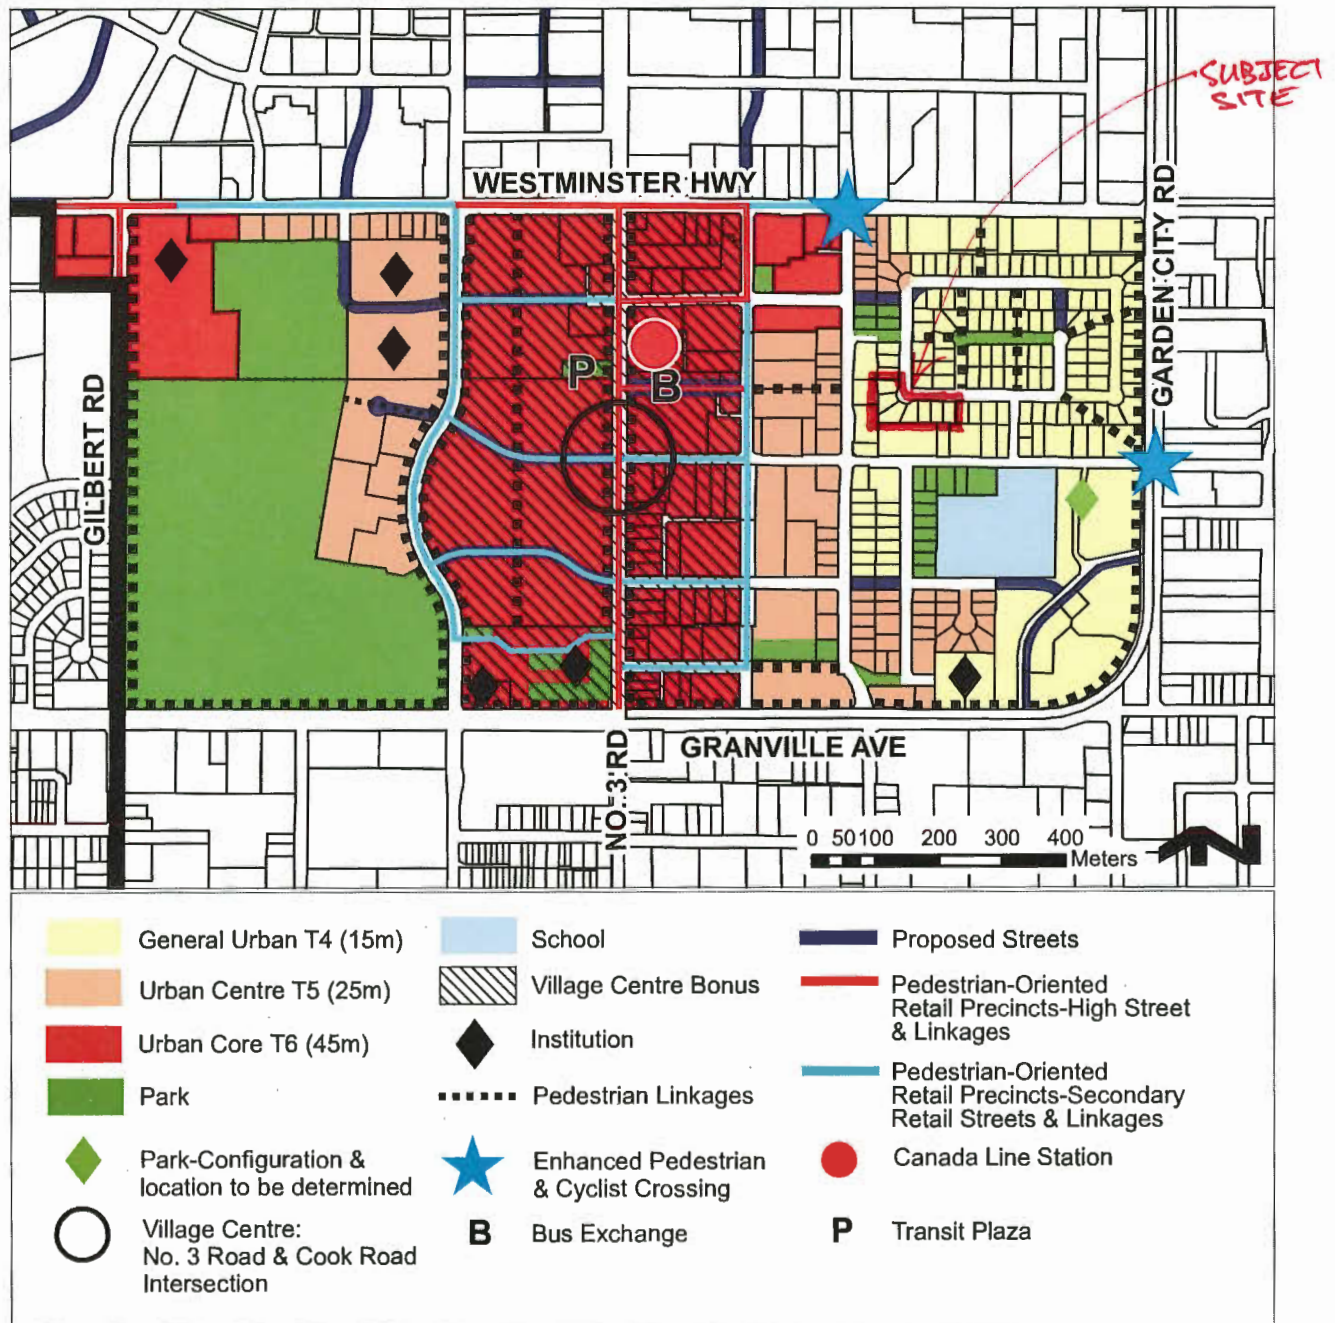 SUBJECT
SITE
WESTMINSTER HWY
GARDEN CITY RD
GILBERT RD
P
B
NO. 3 RD
GRANVILLE AVE
0 50 100 200 300 400
Meters
General Urban T4 (15m)
Urban Centre T5 (25m)
Urban Core T6 (45m)
Park
Park-Configuration &
location to be determined
Village Centre:
No. 3 Road & Cook Road
Intersection
School
Village Centre Bonus
Institution
Pedestrian Linkages
Enhanced Pedestrian
& Cyclist Crossing
B Bus Exchange
Proposed Streets
Pedestrian-Oriented
Retail Precincts-High Street
& Linkages
Pedestrian-Oriented
Retail Precincts-Secondary
Retail Streets & Linkages
Canada Line Station
P Transit Plaza